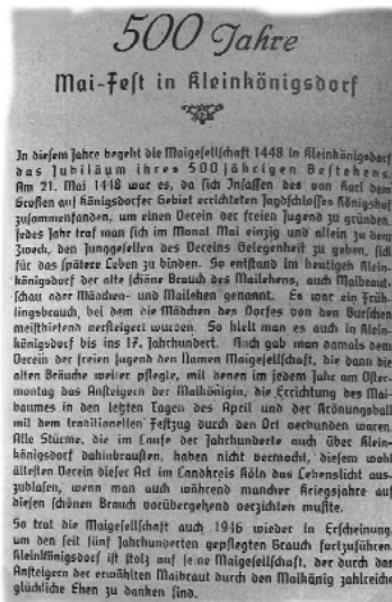 500 Jahre
Mai-Fest in Kleinkönigsdorf
In diesem Jahre begeht die Maigesellschaft 1448 in Kleinkönigsdorf
das Jubiläum ihres 500jährigen Bestehens.
Am 21. Mai 1448 war es, da sich Insassen des von Karl dem
Großen auf Königsdorfer Gebiet errichteten Jagdschlosses Königshof
zusammenfanden, um einen Verein der freien Jugend zu gründen.
Jedes Jahr traf man sich im Monat Mai einzig und allein zu dem
Zweck, den Junggesellen des Vereins Gelegenheit zu geben, sich
für das spätere Leben zu binden. So entstand im heutigen Klein-
königsdorf der alte schöne Brauch des Mailehens, auch Maibraut-
schau oder Mädchen- und Mailehen genannt. Es war ein Früh-
lingsbrauch, bei dem die Mädchen des Dorfes von den Burschen
meistbietend versteigert wurden. So hielt man es auch in Klein-
königsdorf bis ins 17. Jahrhundert. Auch gab man damals dem
Verein der freien Jugend den Namen Maigesellschaft, die dann die
alten Bräuche weiter pflegte, mit denen im jedem Jahr am Oster-
montag das Ansteigern der Maikönigin, die Errichtung des Mai-
baumes in den letzten Tagen des April und der Krönungsball
mit dem traditionellen Festzug durch den Ort verbunden waren.
Alle Stürme, die im Laufe der Jahrhunderte auch über Klein-
königsdorf dahinbrausten, haben nicht vermocht, diesem wohl
ältesten Verein dieser Art im Landkreis Köln das Lebenslicht aus-
zublasen, wenn man auch während mancher Kriegsjahre auf
diesen schönen Brauch vorübergehend verzichten mußte.
So trat die Maigesellschaft auch 1946 wieder in Erscheinung,
um den seit fünf Jahrhunderten gepflegten Brauch fortzuführen.
Kleinkönigsdorf ist stolz auf seine Maigesellschaft, der durch das
Ansteigern der erwählten Maibraut durch den Maikönig zahlreich
glückliche Ehen zu danken sind.